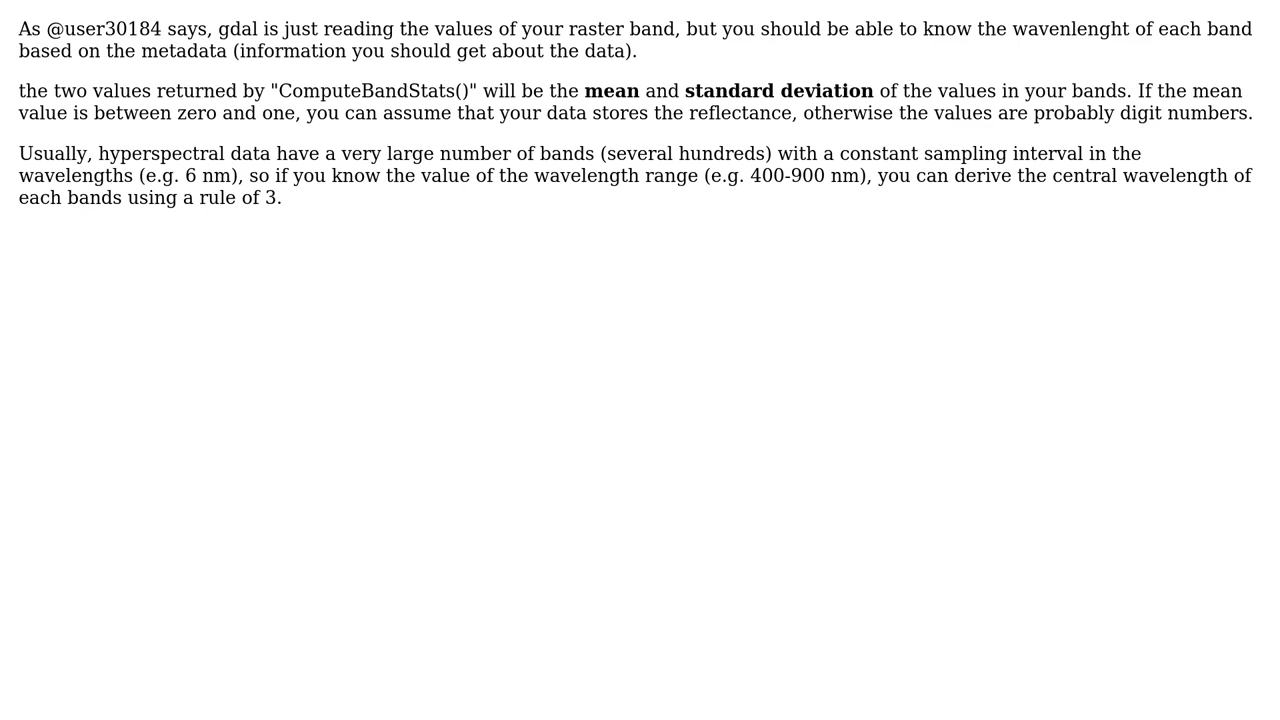 As @user30184 says, gdal is just reading the values of your raster band, but you should be able to know the wavenlenght of each band
based on the metadata (information you should get about the data).
the two values returned by "ComputeBandStats()" will be the mean and standard deviation of the values in your bands. If the mean
value is between zero and one, you can assume that your data stores the reflectance, otherwise the values are probably digit numbers.
Usually, hyperspectral data have a very large number of bands (several hundreds) with a constant sampling interval in the
wavelengths (e.g. 6 nm), so if you know the value of the wavelength range (e.g. 400-900 nm), you can derive the central wavelength of
each bands using a rule of 3.